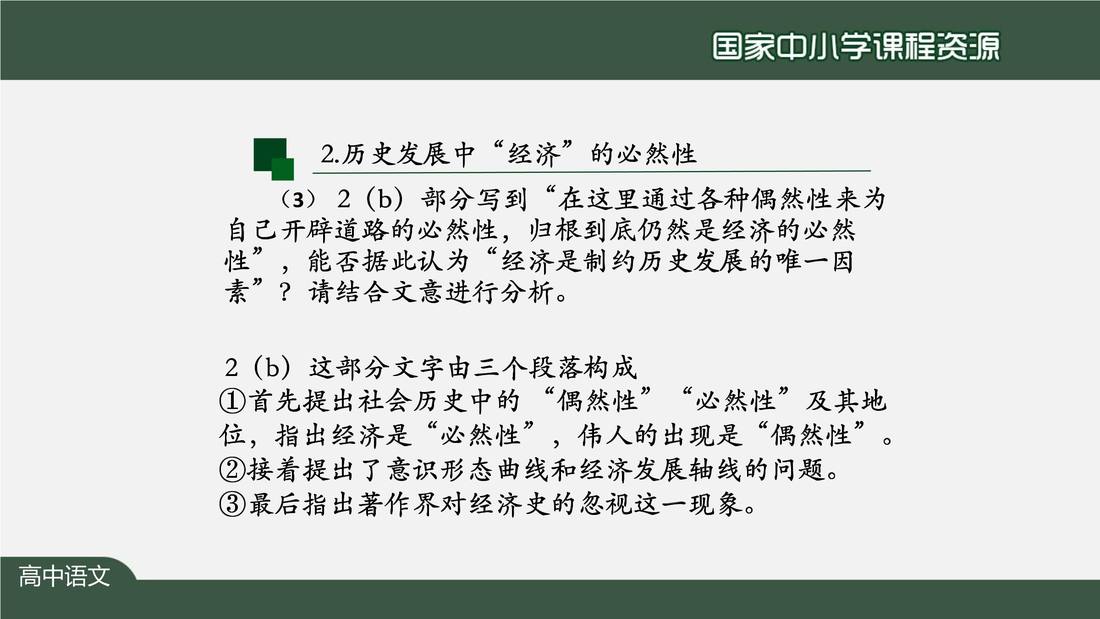 国家中小学课程资源
2.历史发展中“经济”的必然性
（3）2（b）部分写到“在这里通过各种偶然性来为
自己开辟道路的必然性，归根到底仍然是经济的必然
性”，能否据此认为“经济是制约历史发展的唯一因
素”？请结合文意进行分析。
2（b）这部分文字由三个段落构成
①首先提出社会历史中的“偶然性”“必然性”及其地
位，指出经济是“必然性”，伟人的出现是“偶然性”。
②接着提出了意识形态曲线和经济发展轴线的问题。
③最后指出著作界对经济史的忽视这一现象。
高中语文